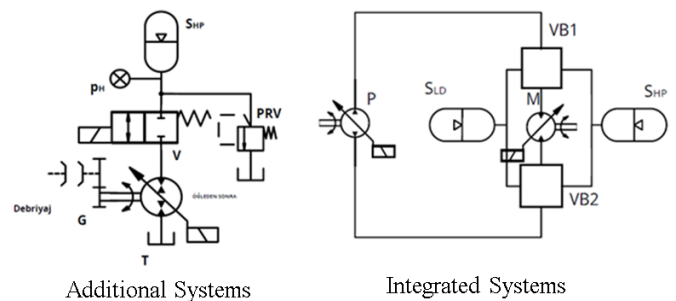 SHP
pH
PRV
V
Debriyaj
G
ÖĞLEDEN SONRA
T
Additional Systems
VB1
P
SLD
M
SHP
VB2
Integrated Systems